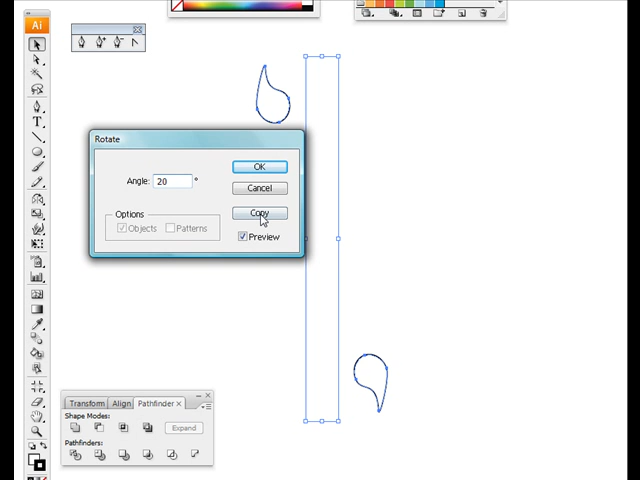 Ai
Rotate
Angle: 20 °
OK
Cancel
Options
Copy
Objects Patterns
Preview
T
Transform Align Pathfinder ×
Shape Modes:
Expand
Pathfinders: